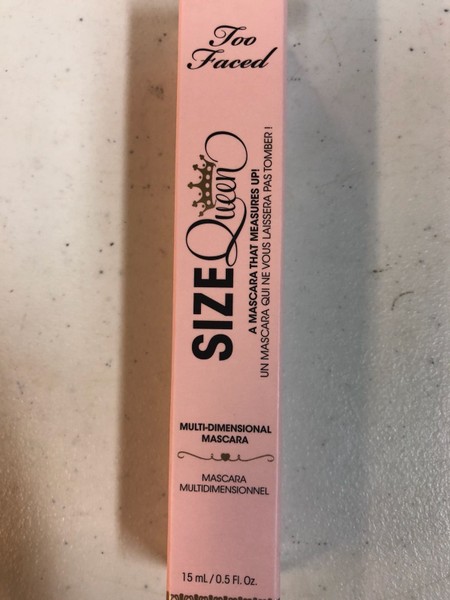 Too
Faced
SIZE Queen
A MASCARA THAT MEASURES UP!
UN MASCARA QUI NE VOUS LAISSERA PAS TOMBER !
MULTI-DIMENSIONAL
MASCARA
MASCARA
MULTIDIMENSIONNEL
15 mL / 0.5 Fl. Oz.